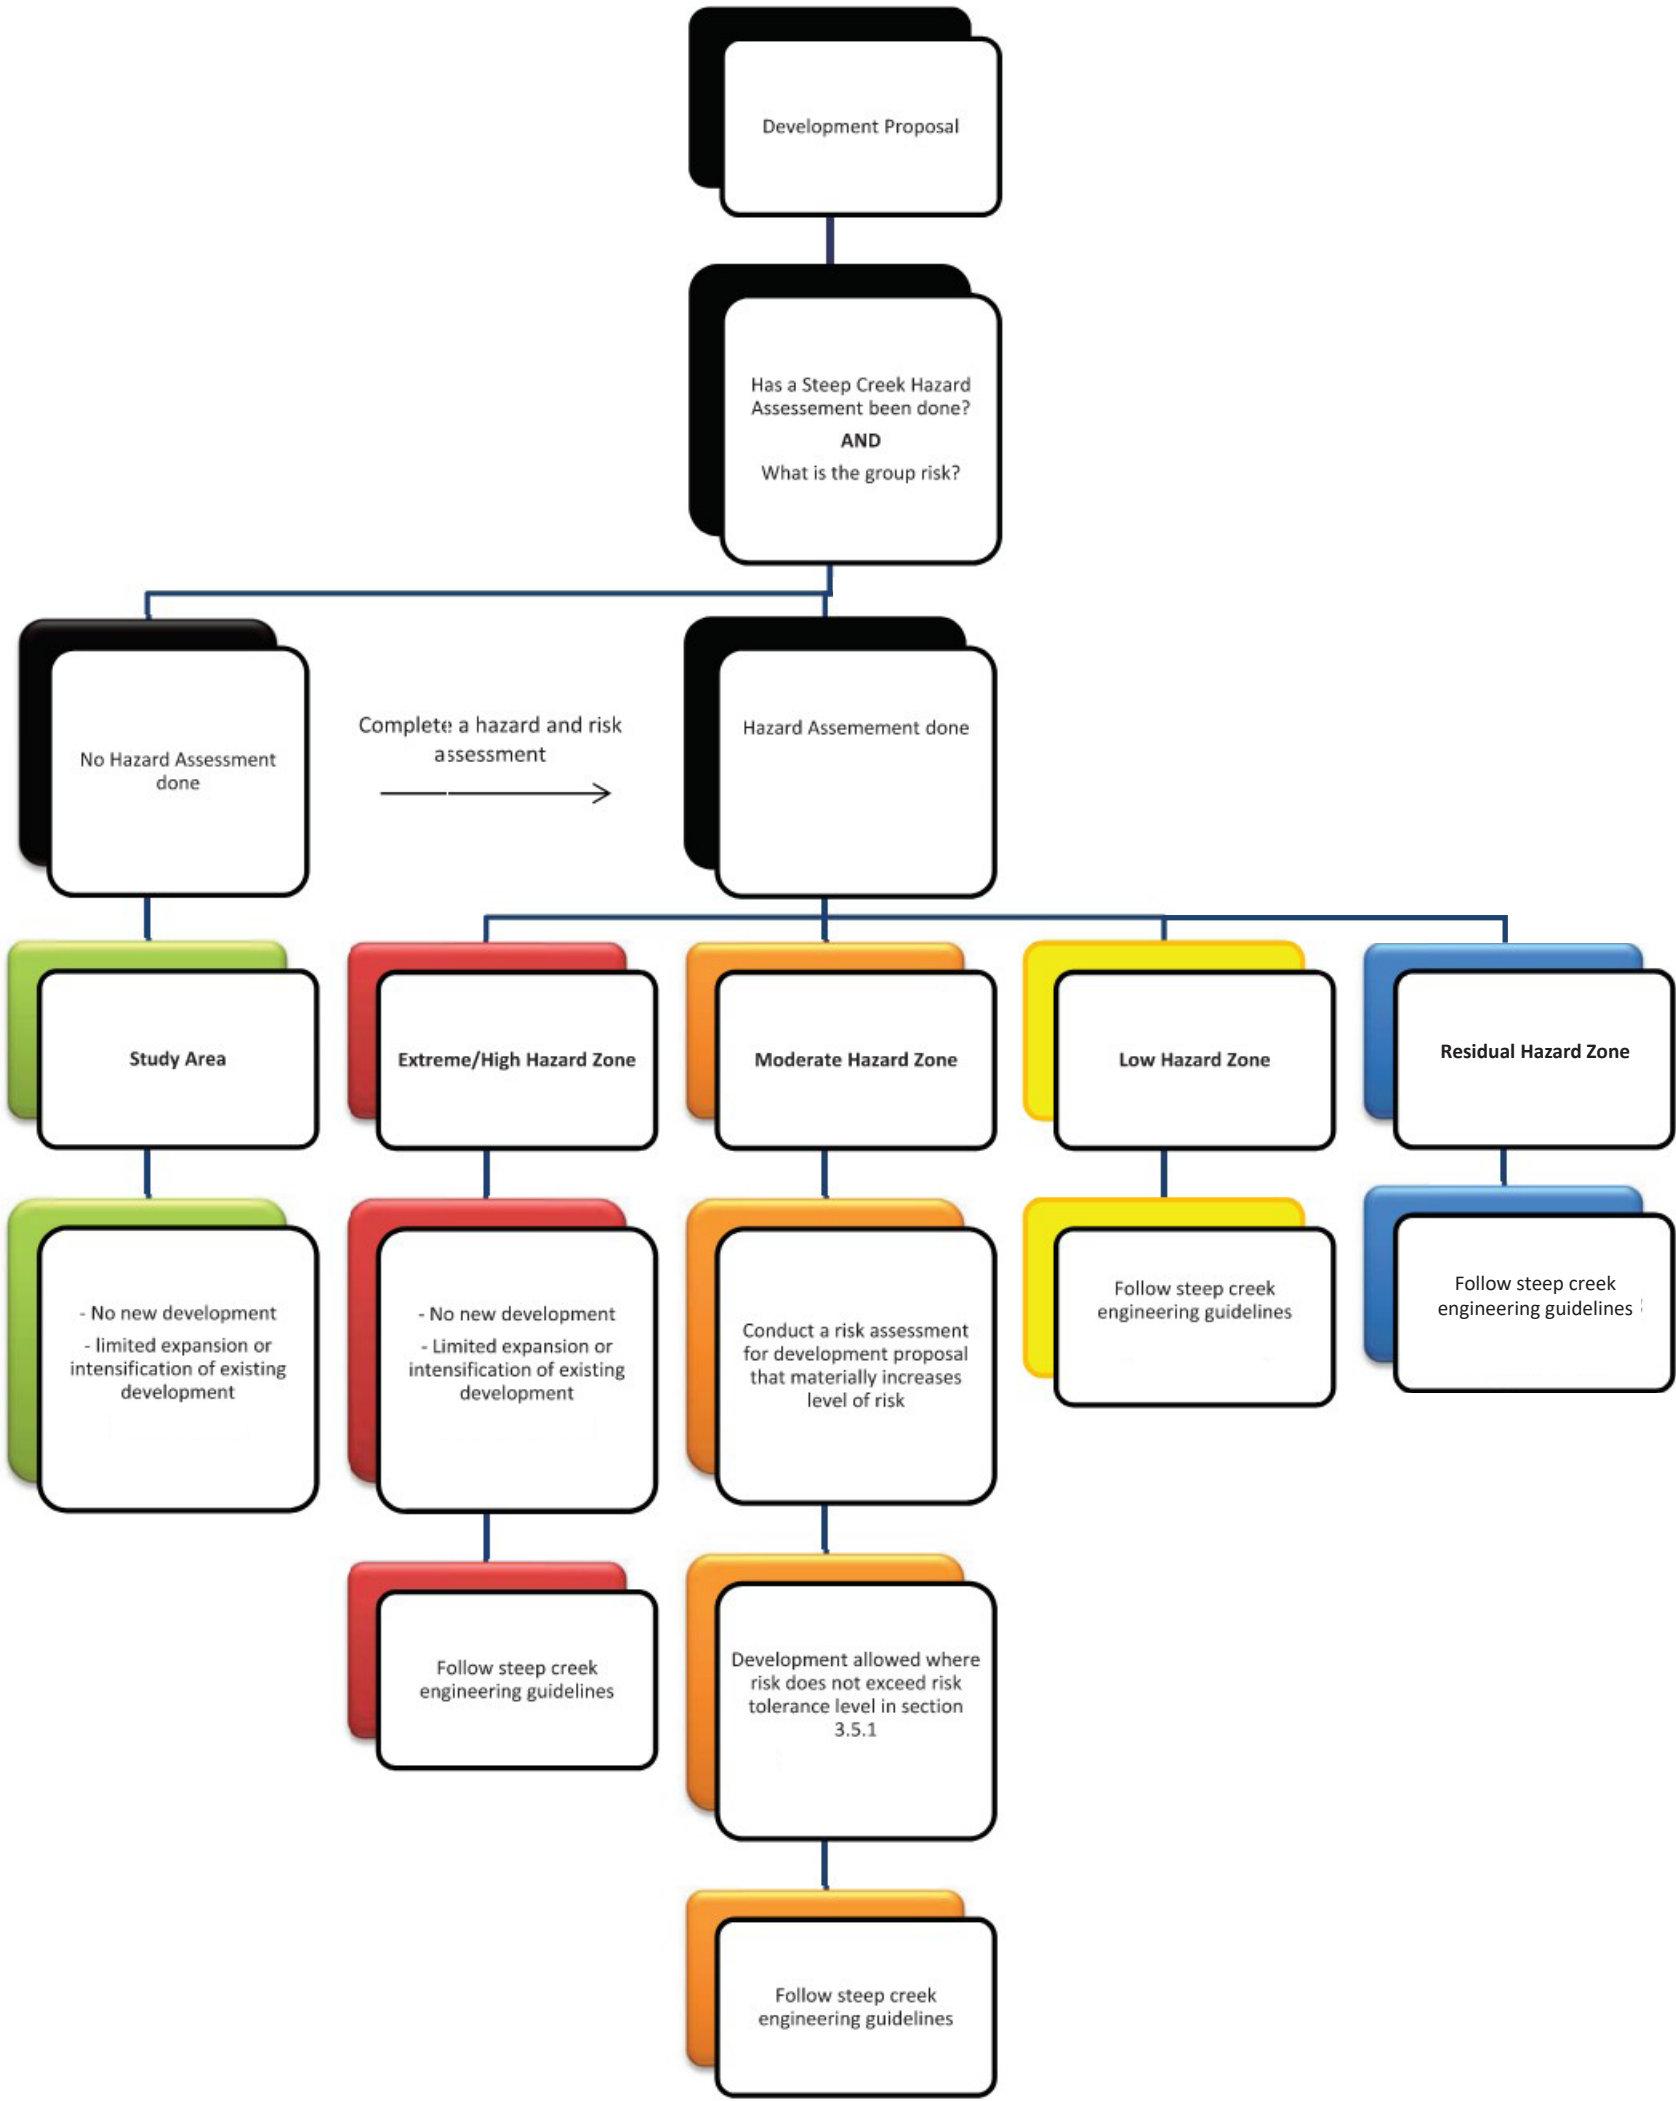 Development Proposal
Has a Steep Creek Hazard
Assessement been done?
AND
What is the group risk?
No Hazard Assessment
done
Complete a hazard and risk
assessment
Hazard Assemement done
Study Area
Extreme/High Hazard Zone
Moderate Hazard Zone
Low Hazard Zone
Residual Hazard Zone
- No new development
- limited expansion or
intensification of existing
development
- No new development
- Limited expansion or
intensification of existing
development
Conduct a risk assessment
for development proposal
that materially increases
level of risk
Follow steep creek
engineering guidelines
Follow steep creek
engineering guidelines
Follow steep creek
engineering guidelines
Development allowed where
risk does not exceed risk
tolerance level in section
3.5.1
Follow steep creek
engineering guidelines